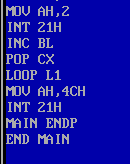 MOV AH,2
INT 21H
INC BL
POP CX
LOOP L1
MOV AH,4CH
INT 21H
MAIN ENDP
END MAIN